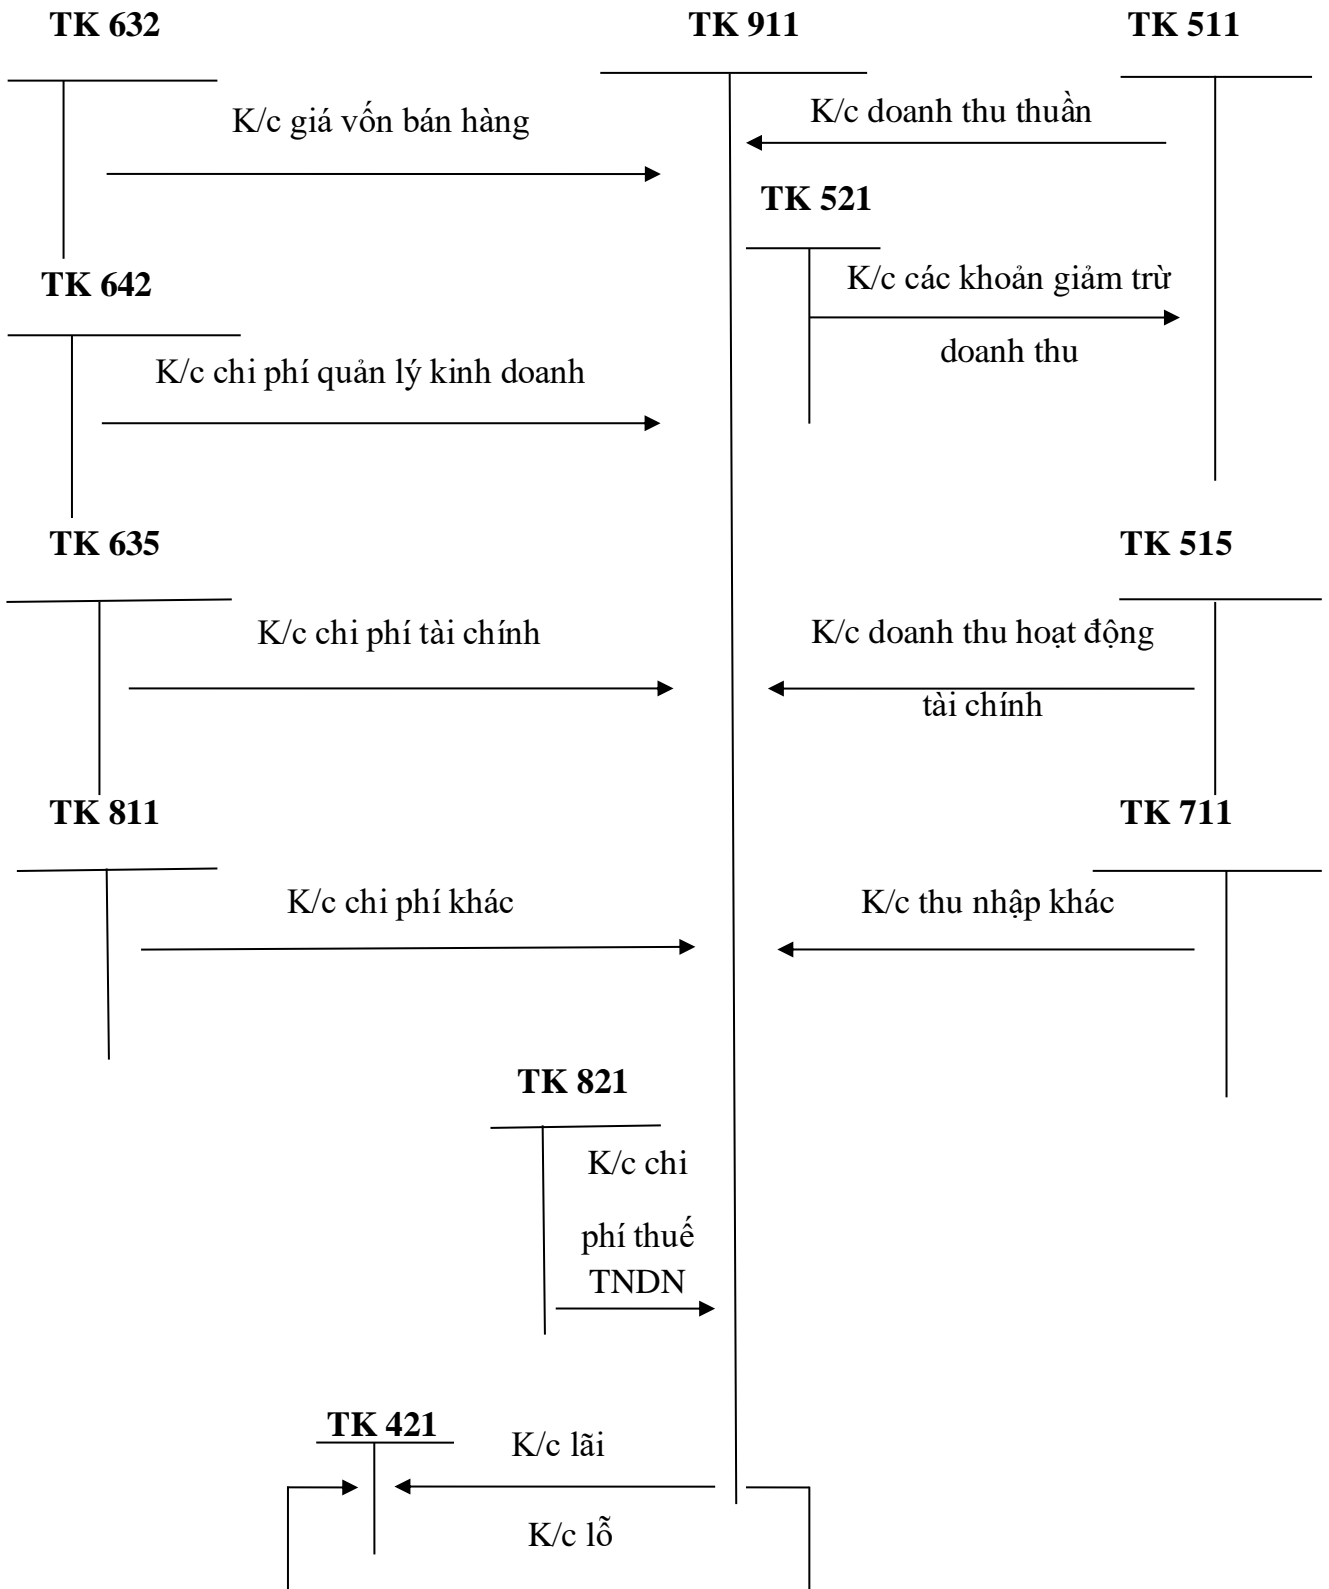 TK 632
TK 911
TK 511
K/c giá vốn bán hàng
K/c doanh thu thuần
TK 521
TK 642
K/c các khoản giảm trừ
doanh thu
K/c chi phí quản lý kinh doanh
TK 635
TK 515
K/c chi phí tài chính
K/c doanh thu hoạt động
tài chính
TK 811
TK 711
K/c chi phí khác
K/c thu nhập khác
TK 821
K/c chi
phí thuế
TNDN
TK 421
K/c lãi
K/c lỗ